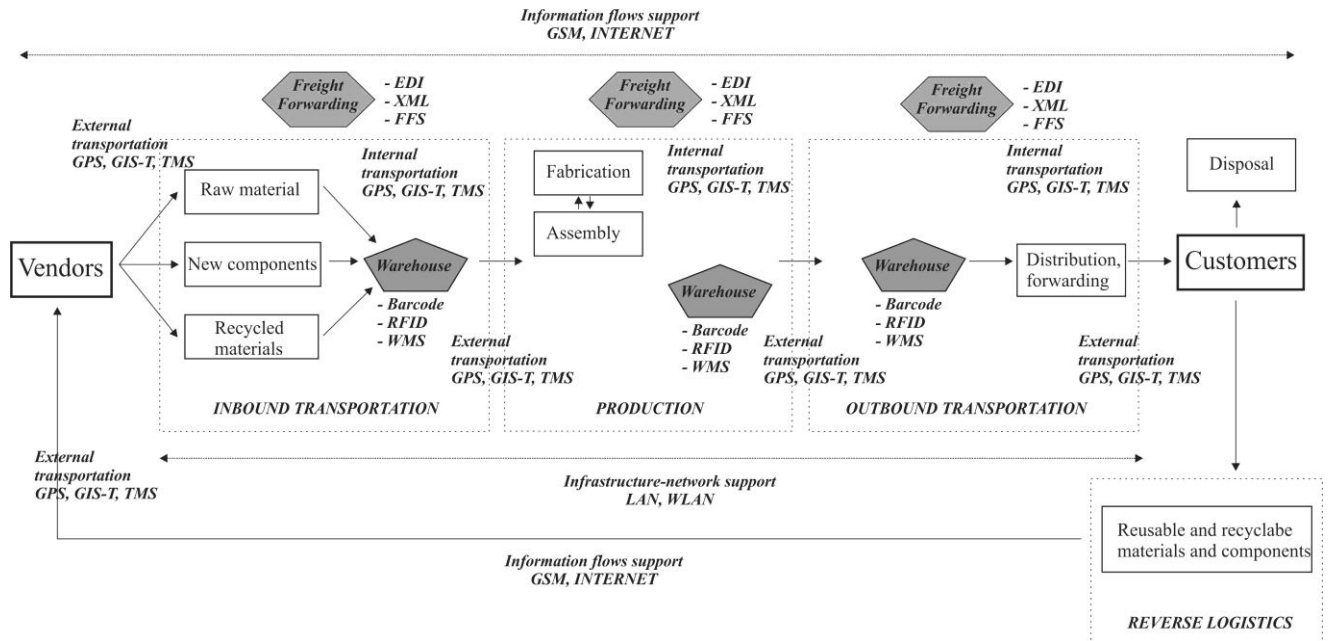 Information flows support
GSM, INTERNET
Freight
Forwarding
- EDI
- XML
- FFS
Freight
Forwarding
- EDI
- XML
- FFS
Freight
Forwarding
- EDI
- XML
- FFS
External
transportation
GPS, GIS-T, TMS
Internal
transportation
GPS, GIS-T, TMS
Internal
transportation
GPS, GIS-T, TMS
Internal
transportation
GPS, GIS-T, TMS
Vendors
Raw material
New components
Recycled
materials
Warehouse
- Barcode
- RFID
- WMS
INBOUND TRANSPORTATION
External
transportation
GPS, GIS-T, TMS
Fabrication
Assembly
Warehouse
- Barcode
- RFID
- WMS
PRODUCTION
External
transportation
GPS, GIS-T, TMS
Warehouse
- Barcode
- RFID
- WMS
Distribution,
forwarding
OUTBOUND TRANSPORTATION
External
transportation
GPS, GIS-T, TMS
Disposal
Customers
External
transportation
GPS, GIS-T, TMS
Infrastructure-network support
LAN, WLAN
Information flows support
GSM, INTERNET
Reusable and recyclabe
materials and components
REVERSE LOGISTICS